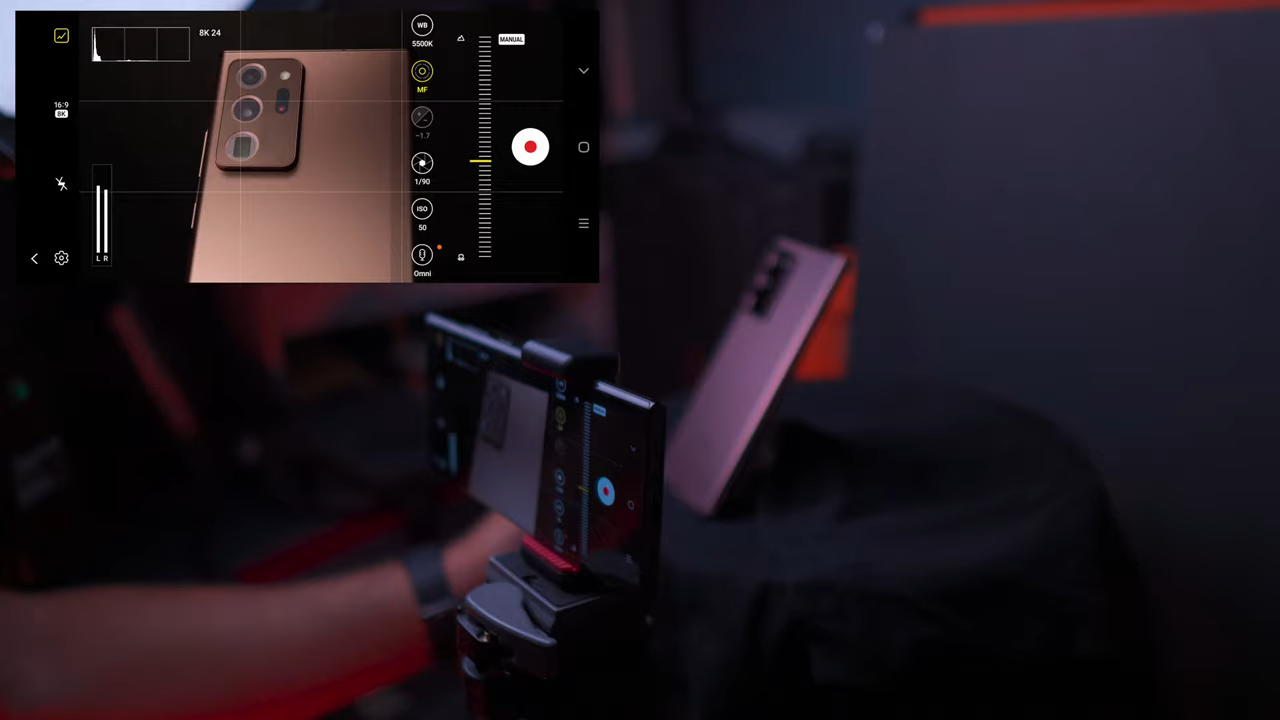 8K 24
WB
5500K
MANUAL
MF
16:9
8K
-1.7
1/90
ISO
50
L R
Omni